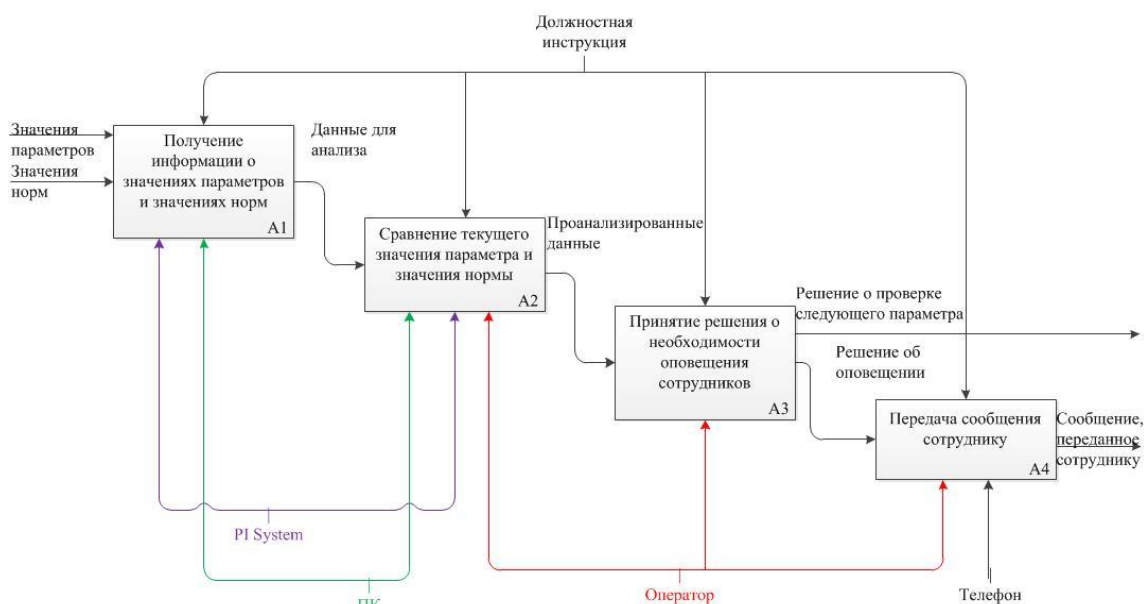 Должностная
инструкция
Значения
параметров
Значения
норм
Получение
информации о
значениях параметров
и значениях норм
A1
Данные для
анализа
Сравнение текущего
значения параметра и
значения нормы
A2
Проанализированные
данные
Принятие решения о
необходимости
оповещения
сотрудников
A3
Решение о проверке
следующего параметра
Решение об
оповещении
Передача сообщения
сотруднику
A4
Сообщение,
переданное
сотруднику
PI System
ПК
Оператор
Телефон